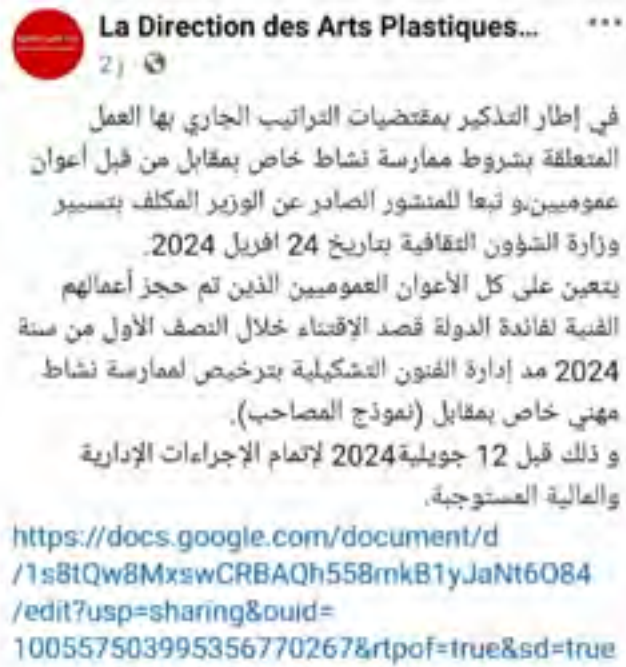 La Direction des Arts Plastiques...
2 j
في إطار التذكير بمقتضيات التراتيب الجاري بها العمل
المتعلقة بشروط ممارسة نشاط خاص بمقابل من قبل أعوان
عموميين.و تبعا للمنشور الصادر عن الوزير المكلف بتسيير
وزارة الشؤون الثقافية بتاريخ 24 افريل 2024.
يتعين على كل الأعوان العموميين الذين تم حجز أعمالهم
الفنية لفائدة الدولة قصد الإقتناء خلال النصف الأول من سنة
2024 مد إدارة الفنون التشكيلية بترخيص لممارسة نشاط
مهني خاص بمقابل (نموذج المصاحب).
و ذلك قبل 12 جويلية2024 لإتمام الإجراءات الإدارية
والمالية المستوجبة.
https://docs.google.com/document/d
/1s8tQw8MxswCRBAQh558mkB1yJaNt6O84
/edit?usp=sharing&ouid=
100557503995356770267&rtpof=true&sd=true